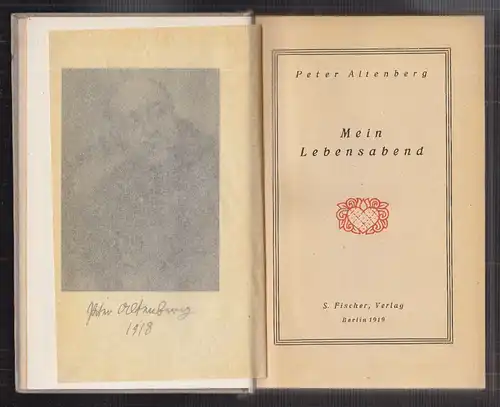 Peter Altenberg
1918
Peter Altenberg
Mein
Lebensabend
S. Fischer, Verlag
Berlin 1919